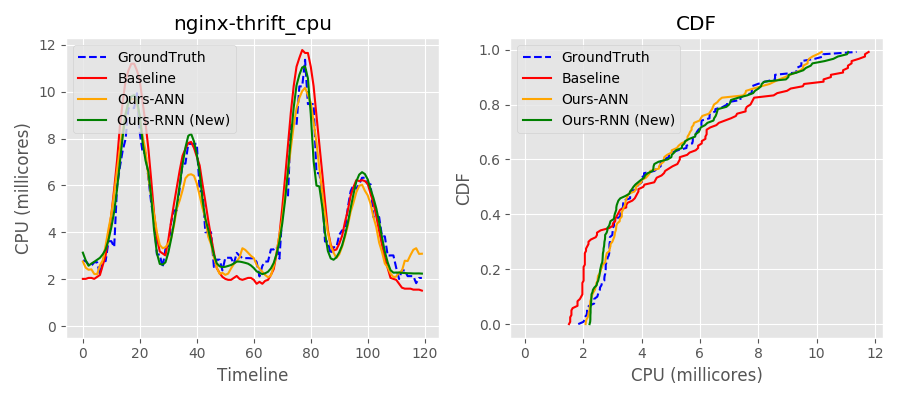 nginx-thrift_cpu
CPU (millicores)
12
10
8
6
4
2
0
GroundTruth
Baseline
Ours-ANN
Ours-RNN (New)
0 20 40 60 80 100 120
Timeline
CDF
CDF
1.0
0.8
0.6
0.4
0.2
0.0
GroundTruth
Baseline
Ours-ANN
Ours-RNN (New)
0 2 4 6 8 10 12
CPU (millicores)